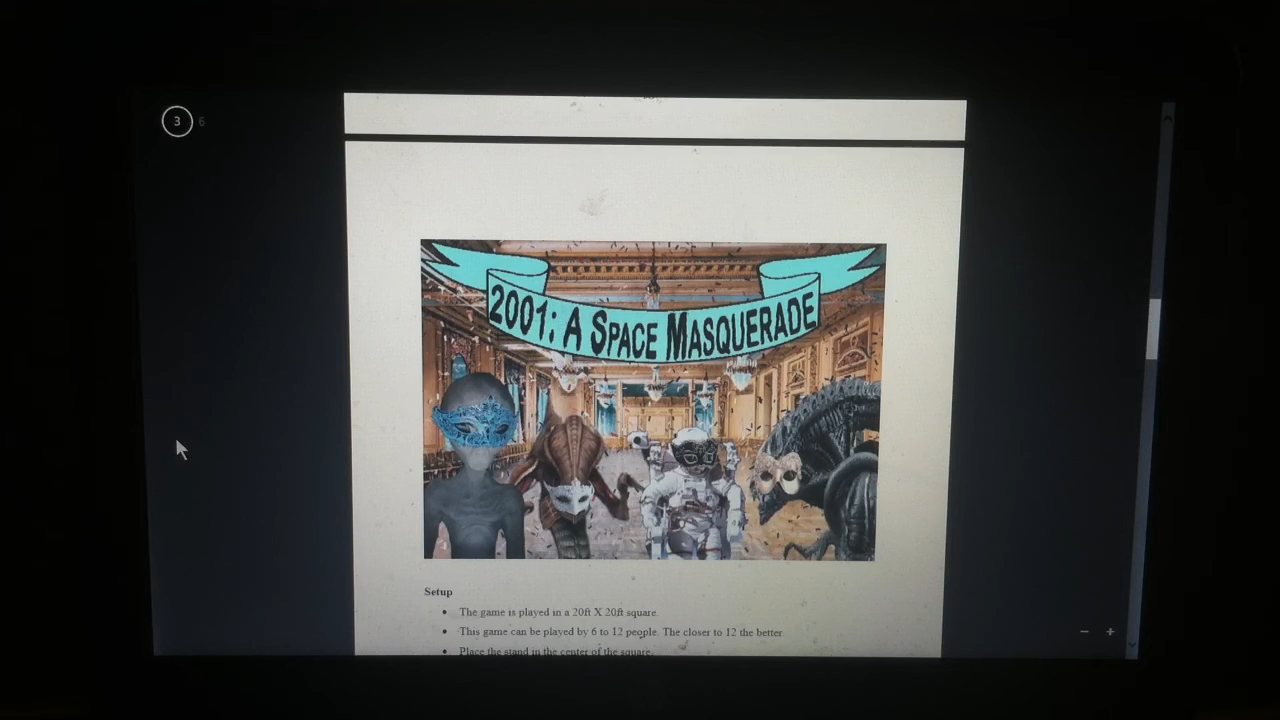 3 6
2001: A SPACE MASQUERADE
Setup
The game is played in a 20ft X 20ft square.
This game can be played by 6 to 12 people. The closer to 12 the better.
Place the stand in the center of the square.